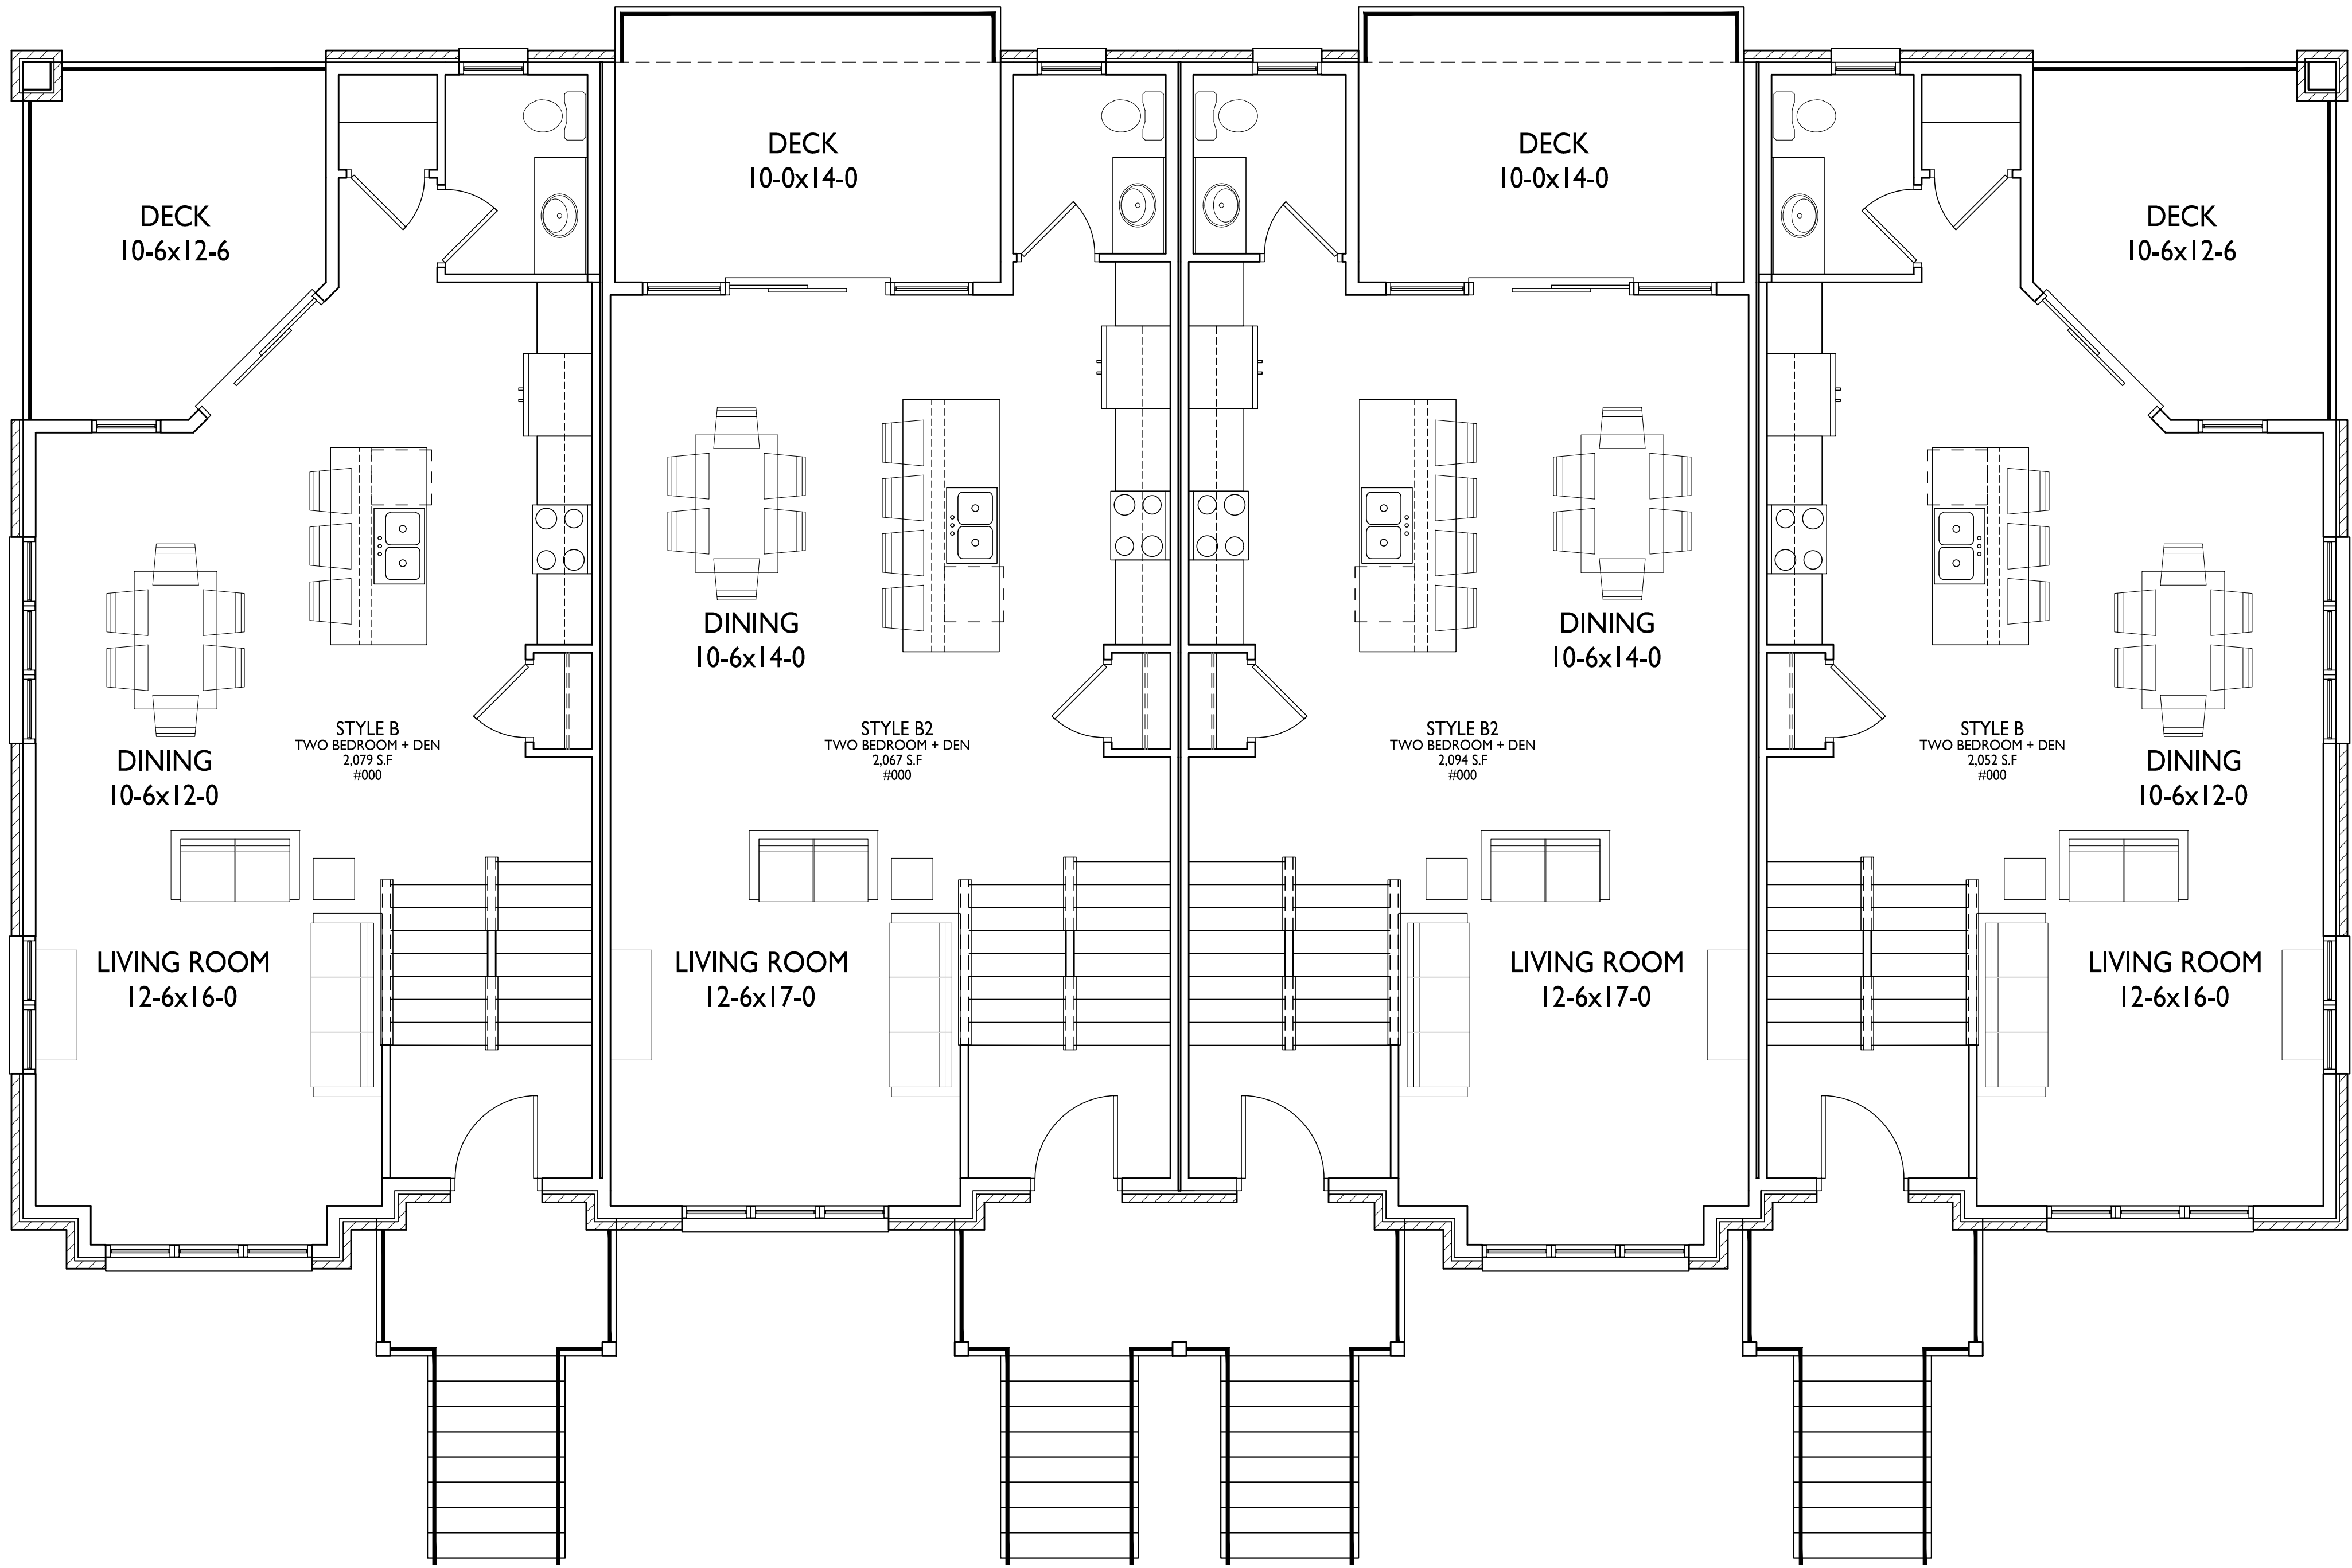 DECK
10-6x12-6
DECK
10-0x14-0
DECK
10-0x14-0
DECK
10-6x12-6
DINING
10-6x12-0
DINING
10-6x14-0
DINING
10-6x14-0
DINING
10-6x12-0
STYLE B
TWO BEDROOM + DEN
2,079 S.F
#000
STYLE B2
TWO BEDROOM + DEN
2,067 S.F
#000
STYLE B2
TWO BEDROOM + DEN
2,094 S.F
#000
STYLE B
TWO BEDROOM + DEN
2,052 S.F
#000
LIVING ROOM
12-6x16-0
LIVING ROOM
12-6x17-0
LIVING ROOM
12-6x17-0
LIVING ROOM
12-6x16-0